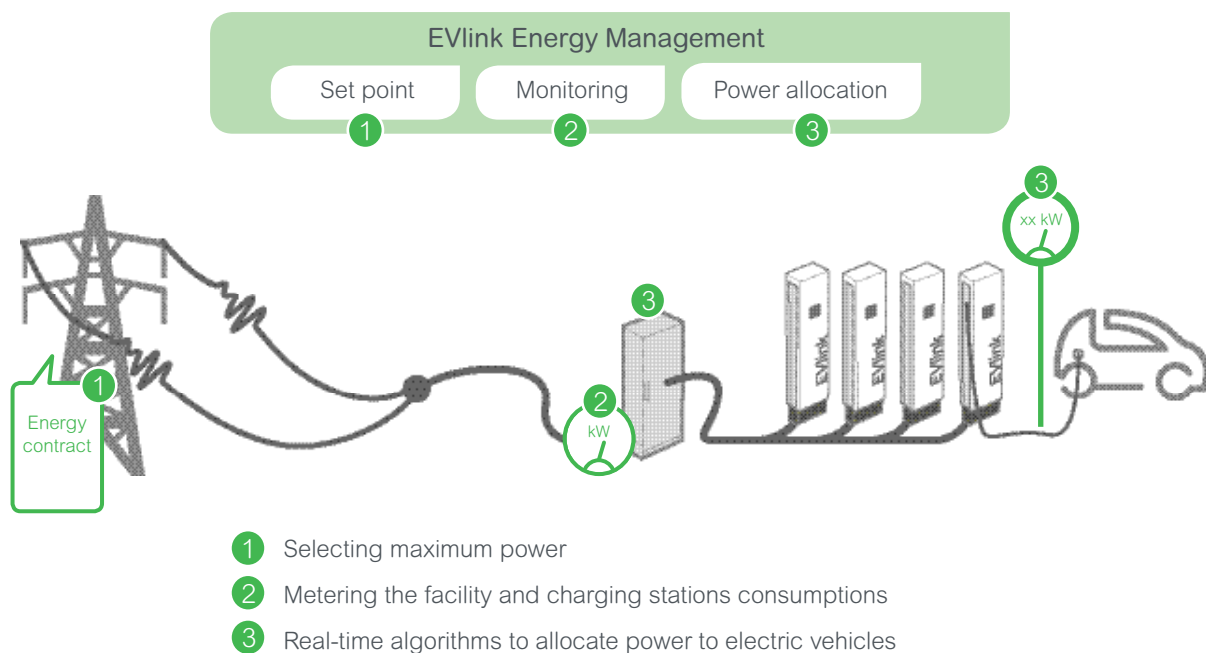 EVlink Energy Management
Set point
Monitoring
Power allocation
1
2
3
3
xx kW
3
EVlink
EVlink
EVlink
EVlink
1
Energy
contract
2
kW
1 Selecting maximum power
2 Metering the facility and charging stations consumptions
3 Real-time algorithms to allocate power to electric vehicles